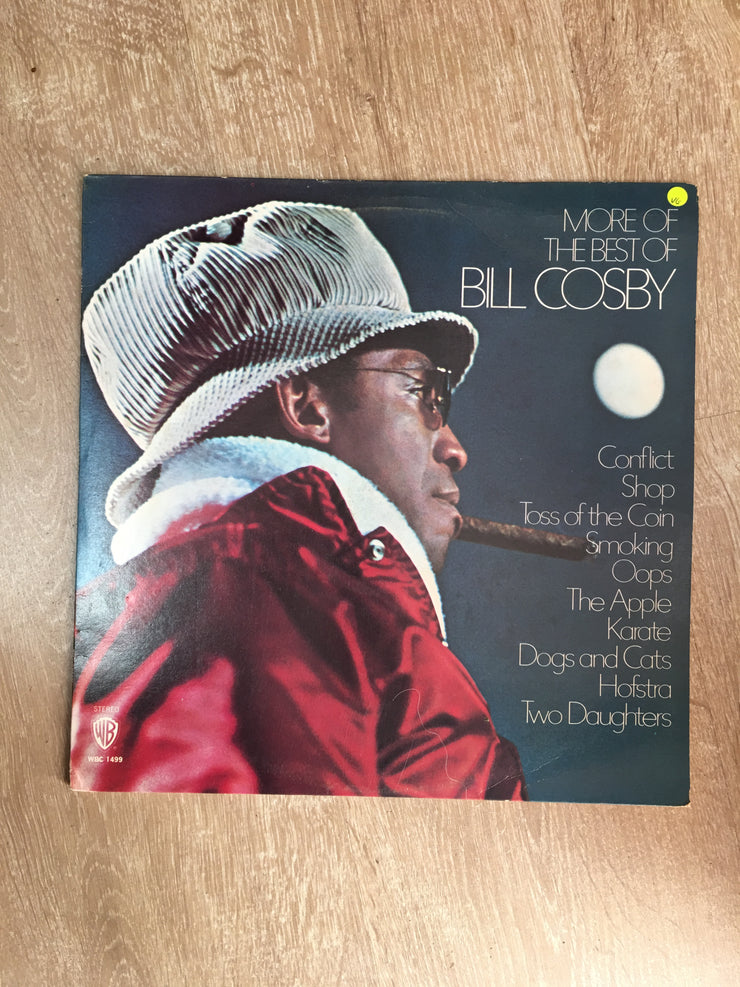 VG
MORE OF
THE BEST OF
BILL COSBY
Conflict
Shop
Toss of the Coin
Smoking
Oops
The Apple
Karate
Dogs and Cats
Hofstra
Two Daughters
STEREO
WB
WBC 1499